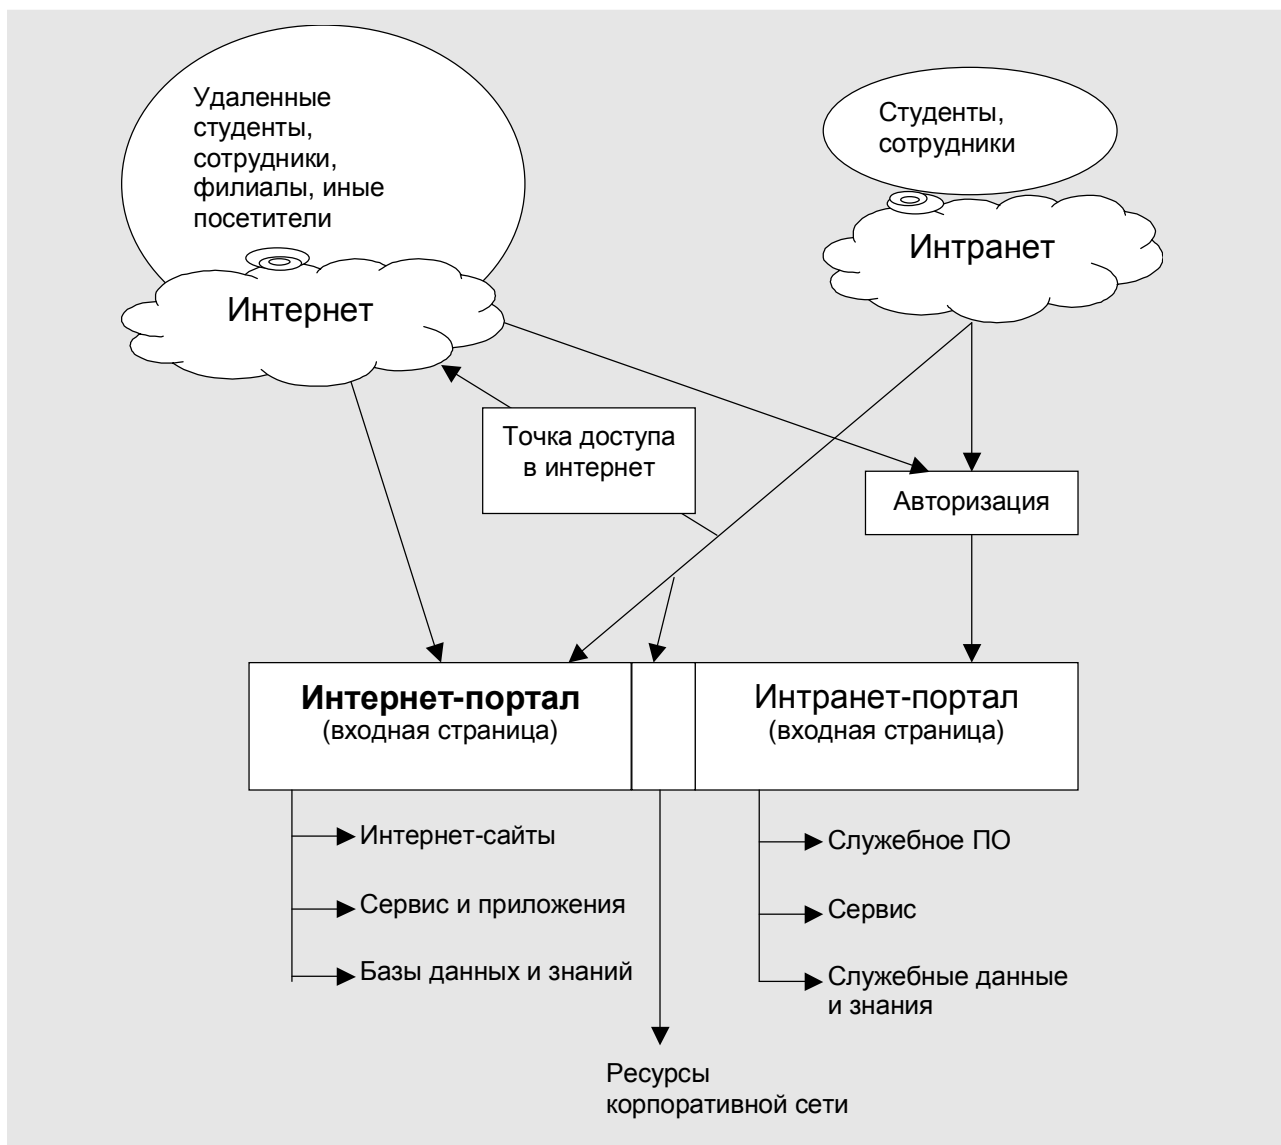 Удаленные
студенты,
сотрудники,
филиалы, иные
посетители
Интернет
Студенты,
сотрудники
Интранет
Точка доступа
в интернет
Авторизация
Интернет-портал
(входная страница)
Интранет-портал
(входная страница)
Интернет-сайты
Сервис и приложения
Базы данных и знаний
Служебное ПО
Сервис
Служебные данные
и знания
Ресурсы
корпоративной сети